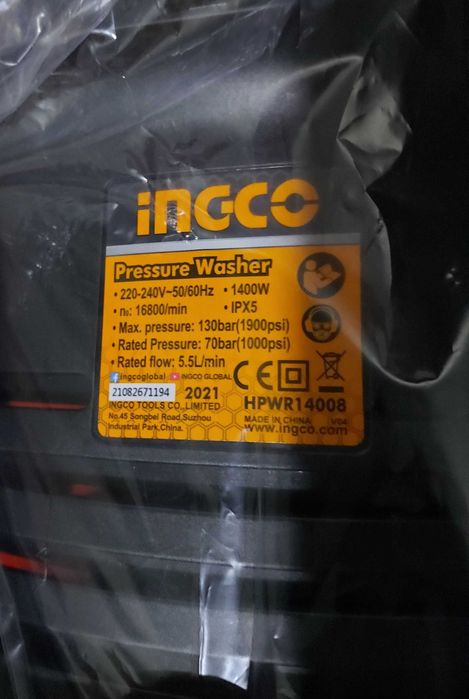 INGCO
Pressure Washer
• 220-240V~50/60Hz • 1400W
• n₀: 16800/min • IPX5
• Max. pressure: 130bar(1900psi)
• Rated Pressure: 70bar(1000psi)
• Rated flow: 5.5L/min
ingcoglobal INGCO GLOBAL CE
21082671194 2021
INGCO TOOLS CO.,LIMITED HPWR14008
No.45 Songbei Road,Suzhou MADE IN CHINA V04
Industrial Park,China. www.ingco.com